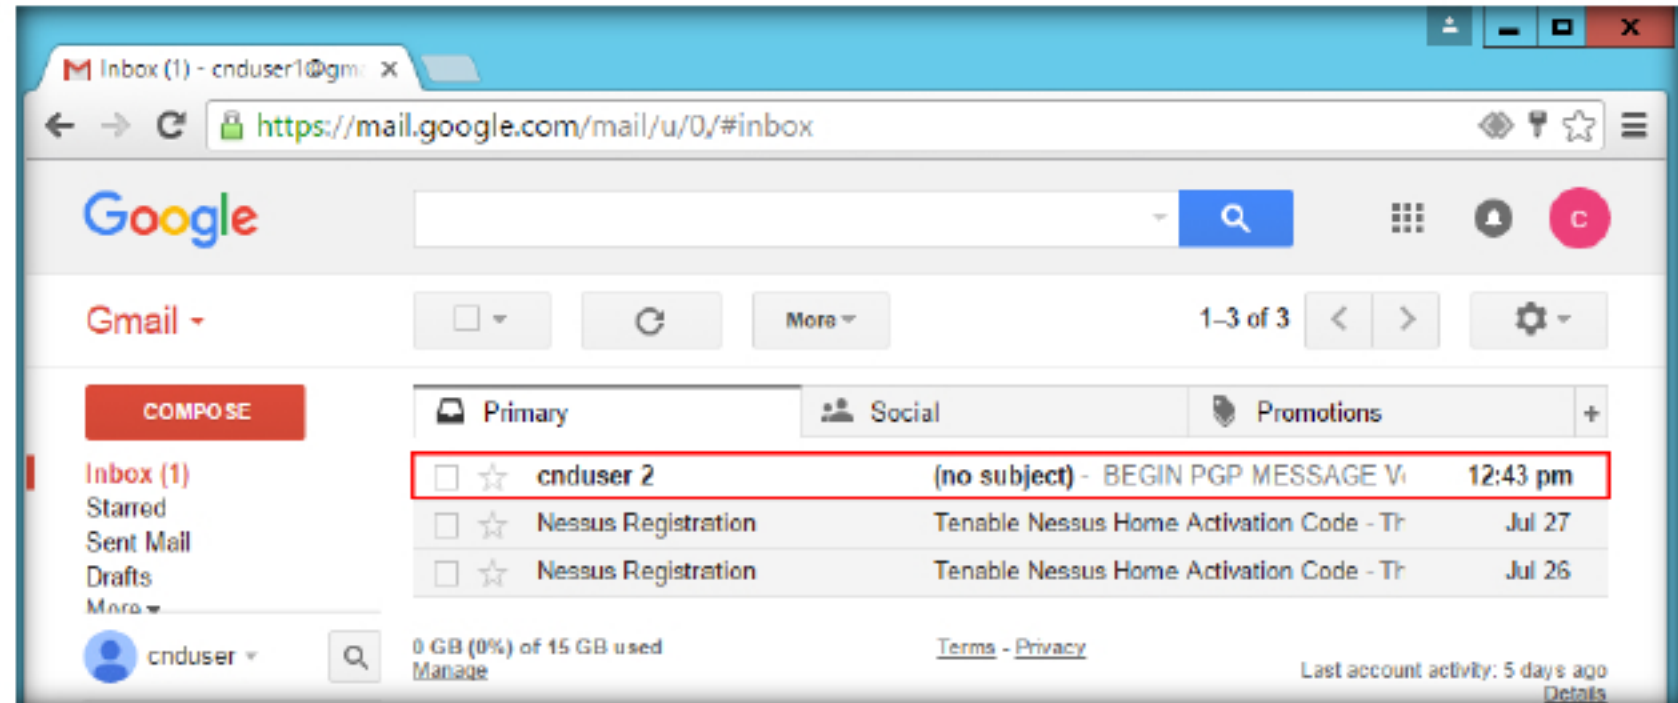 Inbox (1) - cnduser1@gm
https://mail.google.com/mail/u/0/#inbox
Google
C
Gmail
More
1–3 of 3
COMPOSE
Primary
Social
Promotions
+
Inbox (1)
cnduser 2
(no subject) - BEGIN PGP MESSAGE
12:43 pm
Starred
Nessus Registration
Tenable Nessus Home Activation Code - Th
Jul 27
Sent Mail
Drafts
Nessus Registration
Tenable Nessus Home Activation Code - Th
Jul 26
More
cnduser
0 GB (0%) of 15 GB used
Manage
Terms - Privacy
Last account activity: 5 days ago
Details